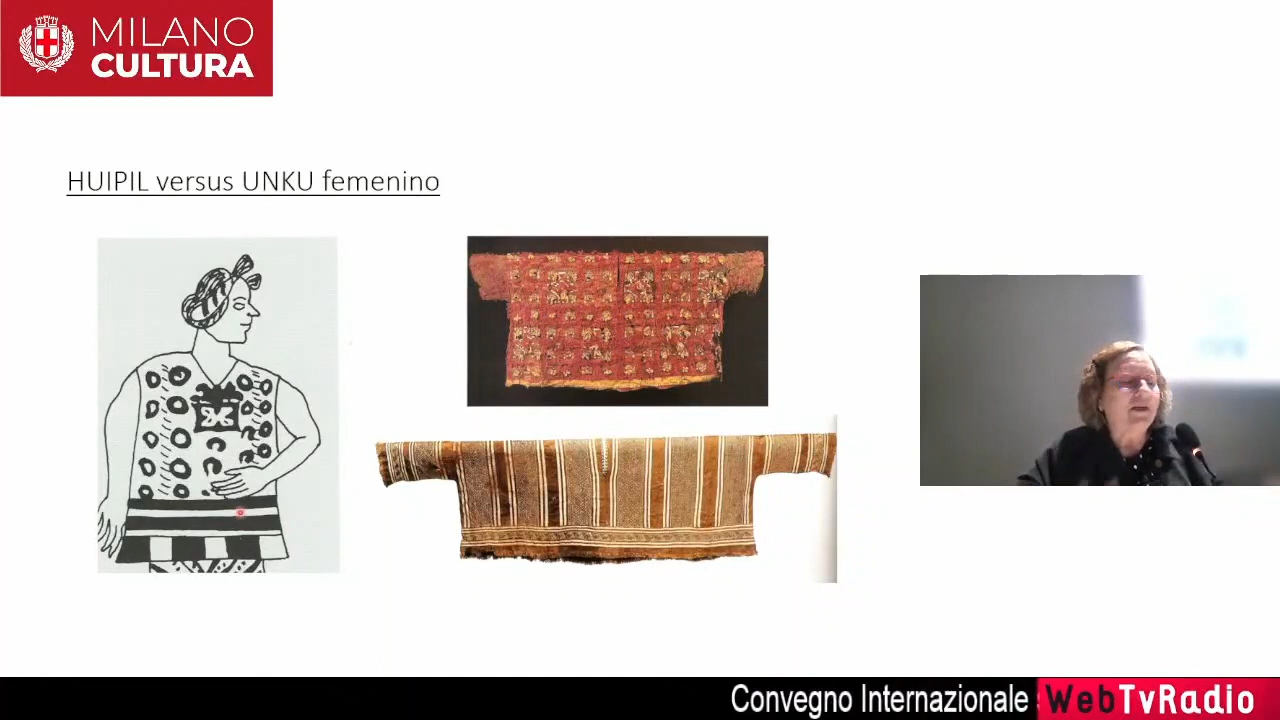 MILANO
CULTURA
HUIPIL versus UNKU femenino
Convegno Internazionale
WebTvRadio